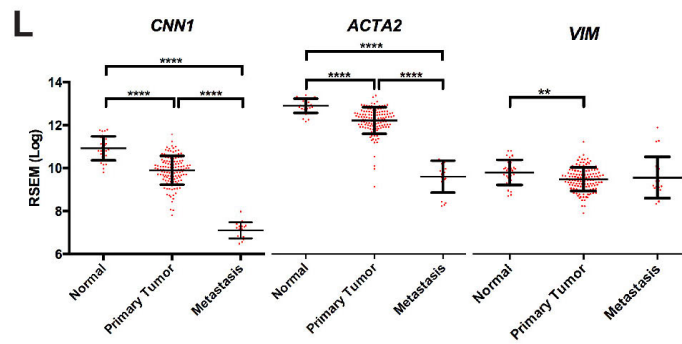 L
CNN1
ACTA2
VIM
****
****
****
****
****
****
**
RSEM (Log)
14
12
10
8
6
Normal
Primary Tumor
Metastasis
Normal
Primary Tumor
Metastasis
Normal
Primary Tumor
Metastasis